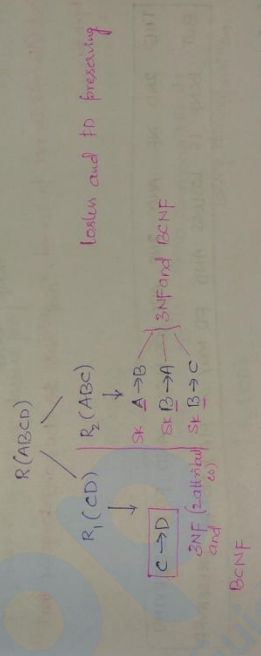 R(ABCD)
R₁(CD) R₂(ABC) lossless and FD preserving
↓ ↓
C→D SK A→B
SK B→A } 3NF and BCNF
SK B→C
3NF (2 attributes)
and
BCNF